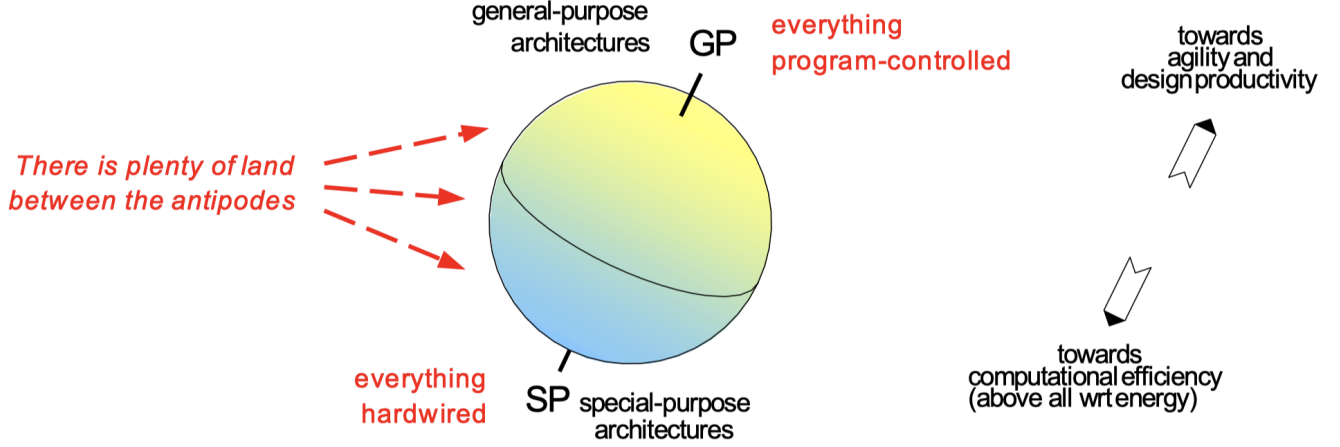 general-purpose
architectures
GP
everything
program-controlled
towards
agility and
design productivity
There is plenty of land
between the antipodes
everything
hardwired
SP
special-purpose
architectures
towards
computational efficiency
(above all wrt energy)